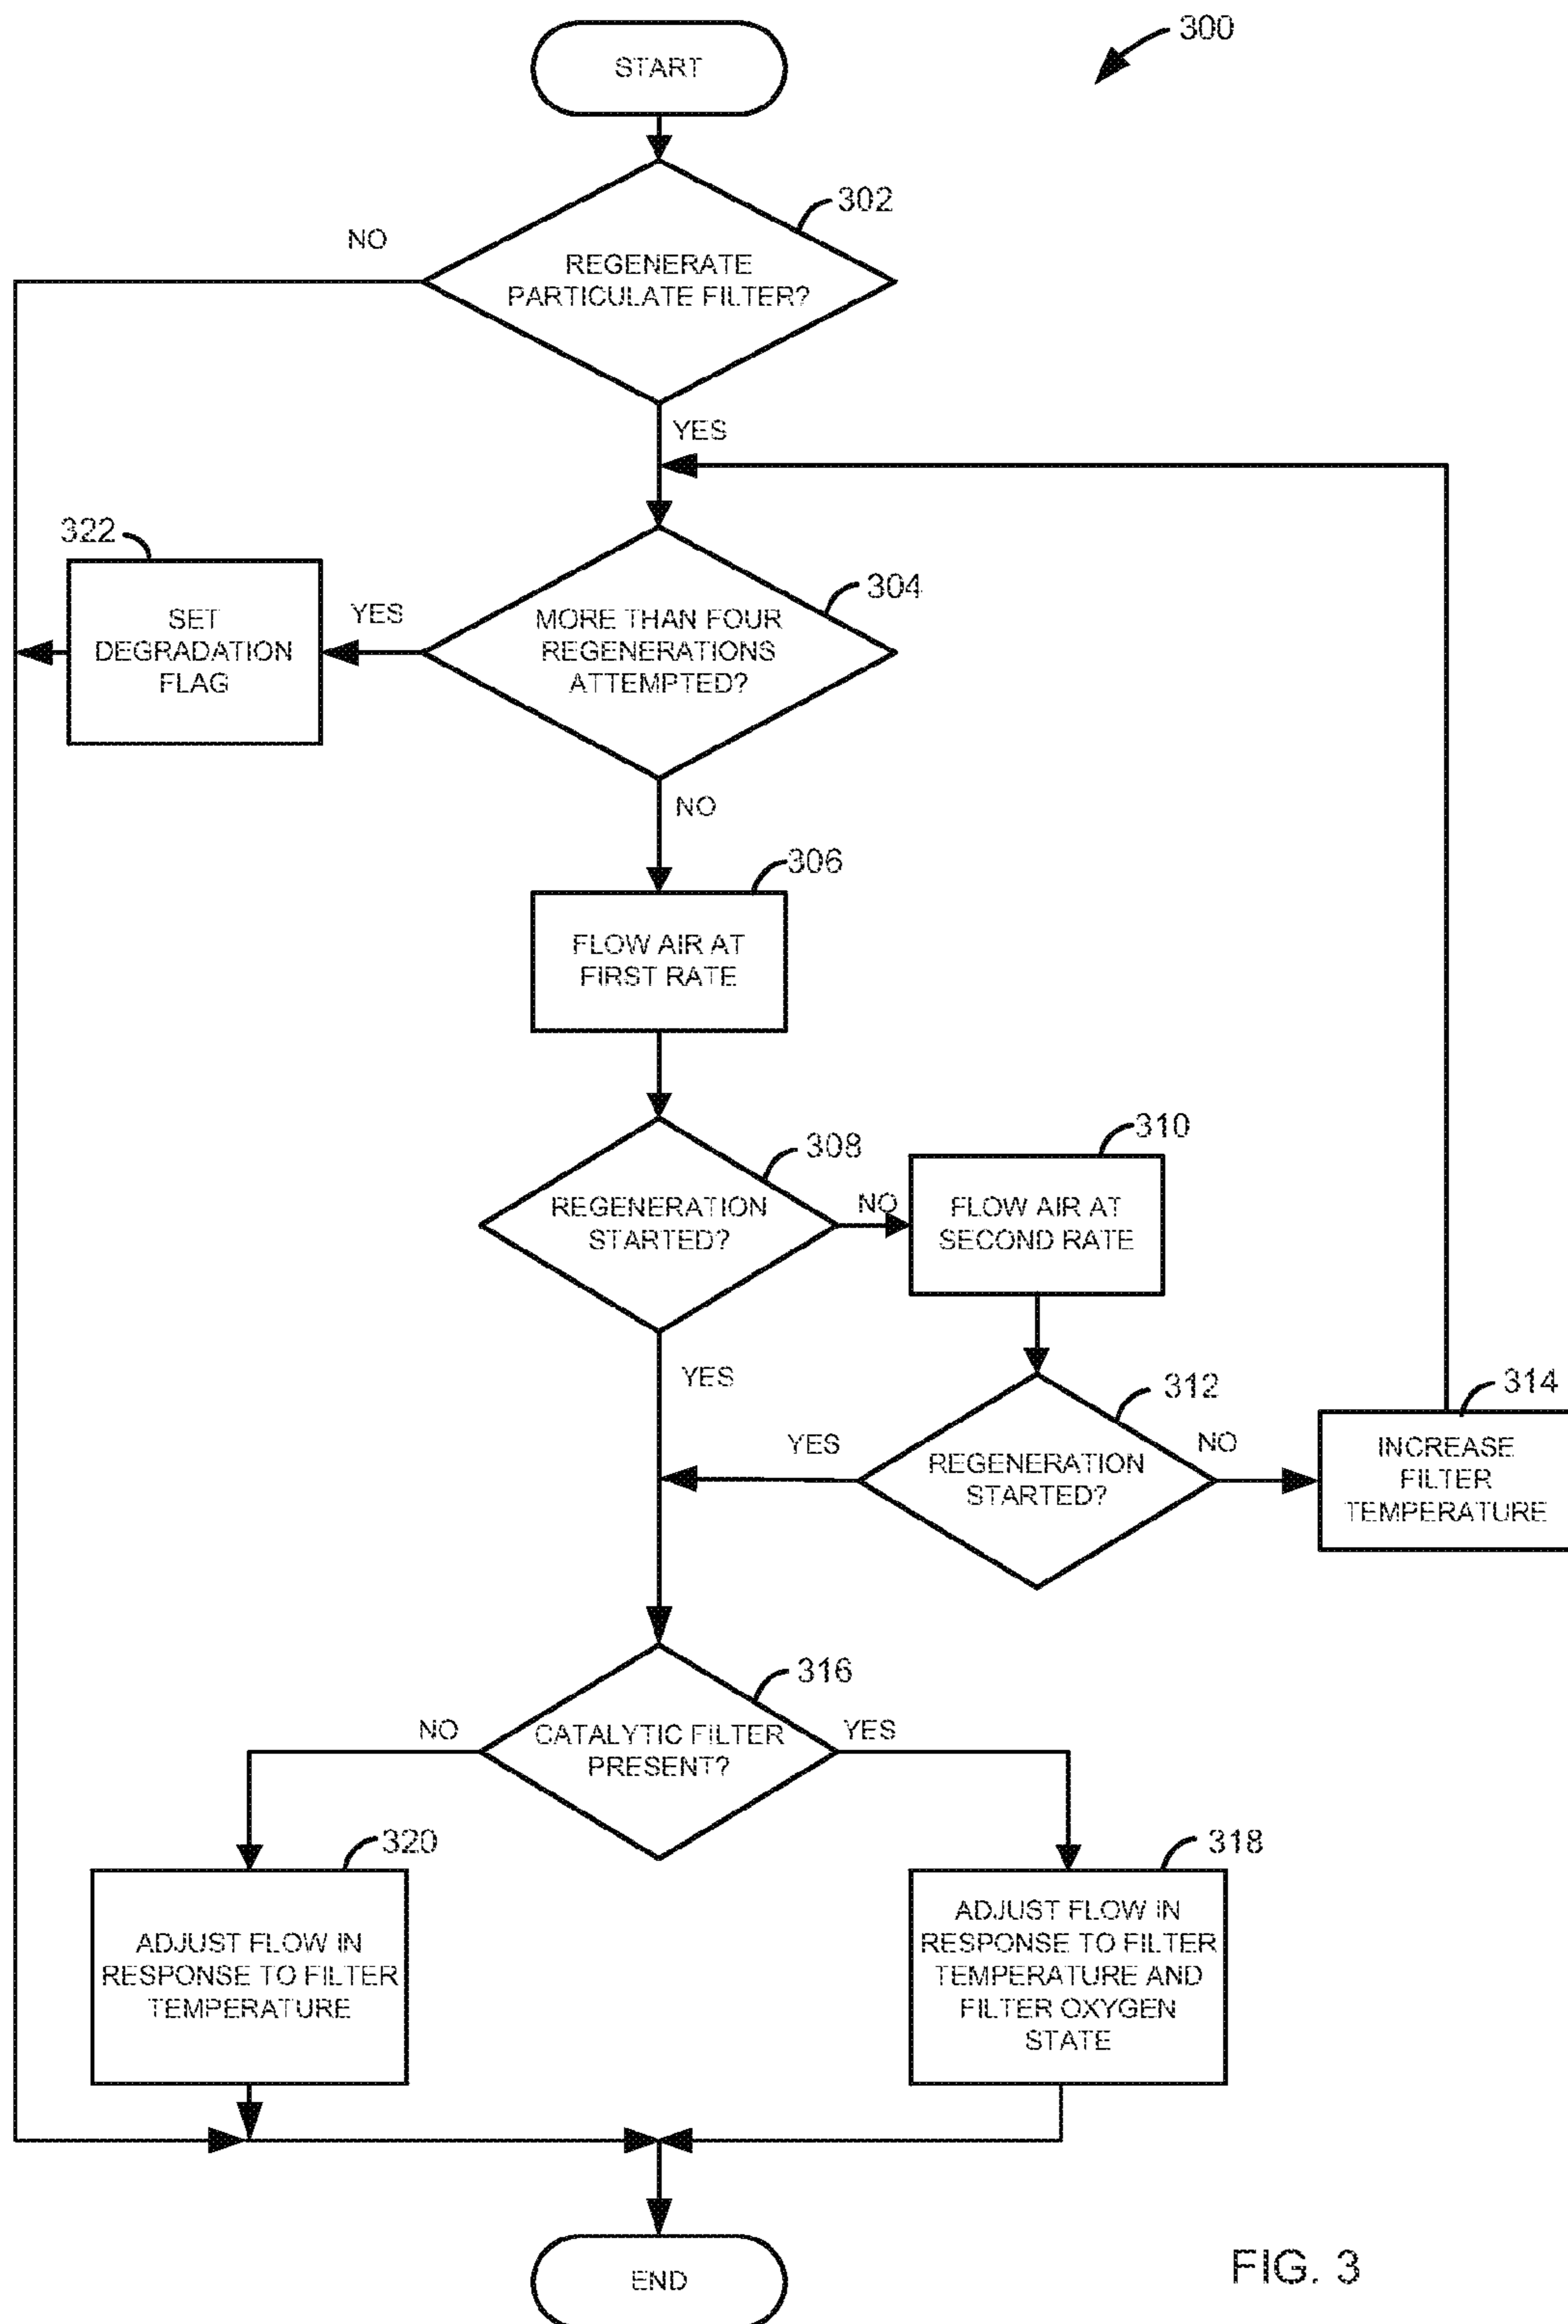 300
START
302
NO
REGENERATE
PARTICULATE FILTER?
YES
322
304
SET
DEGRADATION
FLAG
YES
MORE THAN FOUR
REGENERATIONS
ATTEMPTED?
NO
306
FLOW AIR AT
FIRST RATE
308
310
REGENERATION
STARTED?
NO
FLOW AIR AT
SECOND RATE
YES
312
314
YES
REGENERATION
STARTED?
NO
INCREASE
FILTER
TEMPERATURE
316
NO
CATALYTIC FILTER
PRESENT?
YES
320
318
ADJUST FLOW IN
RESPONSE TO FILTER
TEMPERATURE
ADJUST FLOW IN
RESPONSE TO FILTER
TEMPERATURE AND
FILTER OXYGEN
STATE
END
FIG. 3